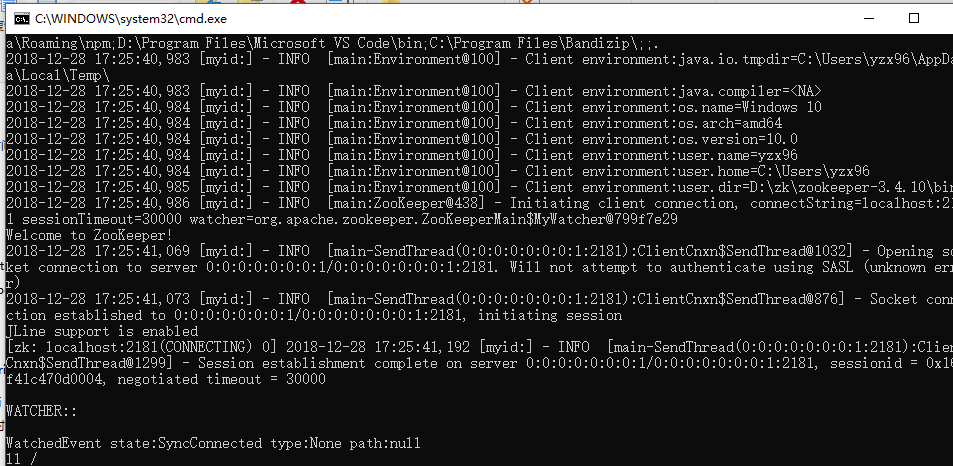 C:\WINDOWS\system32\cmd.exe
a\Roaming\npm;D:\Program Files\Microsoft VS Code\bin;C:\Program Files\Bandizip\;;.
2018-12-28 17:25:40,983 [myid:] - INFO  [main:Environment@100] - Client environment:java.io.tmpdir=C:\Users\yzx96\AppDa
a\Local\Temp\
2018-12-28 17:25:40,983 [myid:] - INFO  [main:Environment@100] - Client environment:java.compiler=<NA>
2018-12-28 17:25:40,984 [myid:] - INFO  [main:Environment@100] - Client environment:os.name=Windows 10
2018-12-28 17:25:40,984 [myid:] - INFO  [main:Environment@100] - Client environment:os.arch=amd64
2018-12-28 17:25:40,984 [myid:] - INFO  [main:Environment@100] - Client environment:os.version=10.0
2018-12-28 17:25:40,984 [myid:] - INFO  [main:Environment@100] - Client environment:user.name=yzx96
2018-12-28 17:25:40,984 [myid:] - INFO  [main:Environment@100] - Client environment:user.home=C:\Users\yzx96
2018-12-28 17:25:40,985 [myid:] - INFO  [main:Environment@100] - Client environment:user.dir=D:\zk\zookeeper-3.4.10\bin
2018-12-28 17:25:40,986 [myid:] - INFO  [main:ZooKeeper@438] - Initiating client connection, connectString=localhost:21
1 sessionTimeout=30000 watcher=org.apache.zookeeper.ZooKeeperMain$MyWatcher@799f7e29
Welcome to ZooKeeper!
2018-12-28 17:25:41,069 [myid:] - INFO  [main-SendThread(0:0:0:0:0:0:0:1:2181):ClientCnxn$SendThread@1032] - Opening so
ket connection to server 0:0:0:0:0:0:0:1/0:0:0:0:0:0:0:1:2181. Will not attempt to authenticate using SASL (unknown err
r)
2018-12-28 17:25:41,073 [myid:] - INFO  [main-SendThread(0:0:0:0:0:0:0:1:2181):ClientCnxn$SendThread@876] - Socket conn
ction established to 0:0:0:0:0:0:0:1/0:0:0:0:0:0:0:1:2181, initiating session
JLine support is enabled
[zk: localhost:2181(CONNECTING) 0] 2018-12-28 17:25:41,192 [myid:] - INFO  [main-SendThread(0:0:0:0:0:0:0:1:2181):Clie
Cnxn$SendThread@1299] - Session establishment complete on server 0:0:0:0:0:0:0:1/0:0:0:0:0:0:0:1:2181, sessionid = 0x16
f41c470d0004, negotiated timeout = 30000
WATCHER::
WatchedEvent state:SyncConnected type:None path:null
ll /